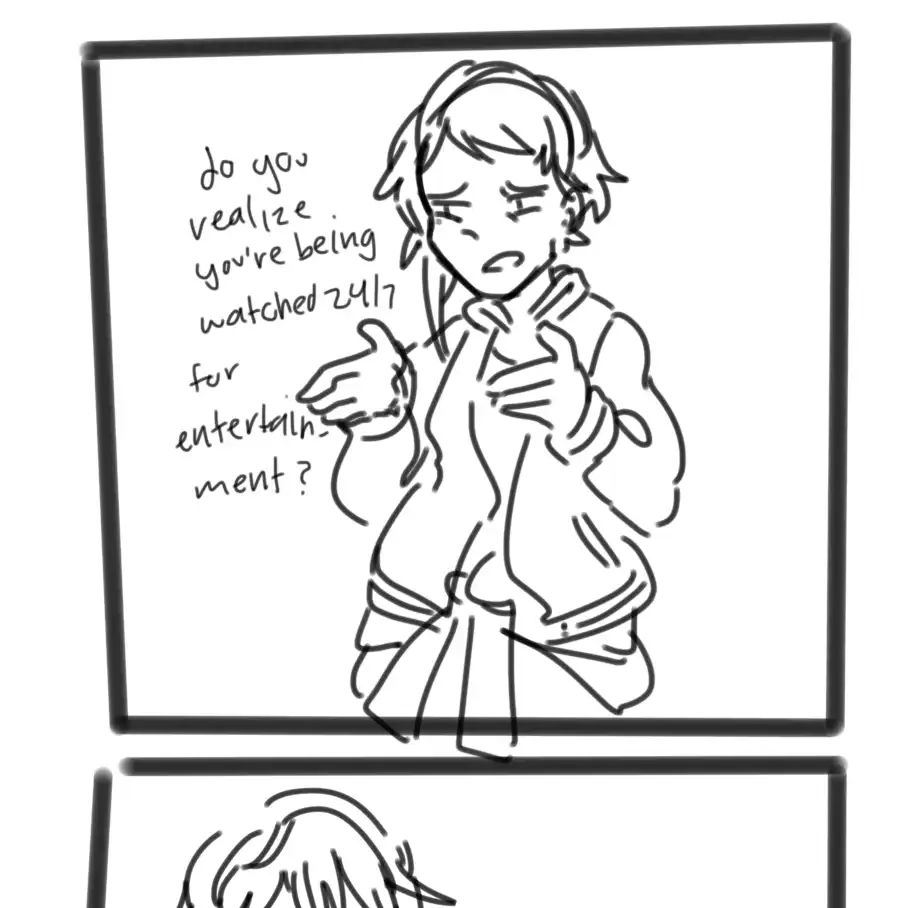 do you
realize
you're being
watched 24/7
for
entertain-
ment?